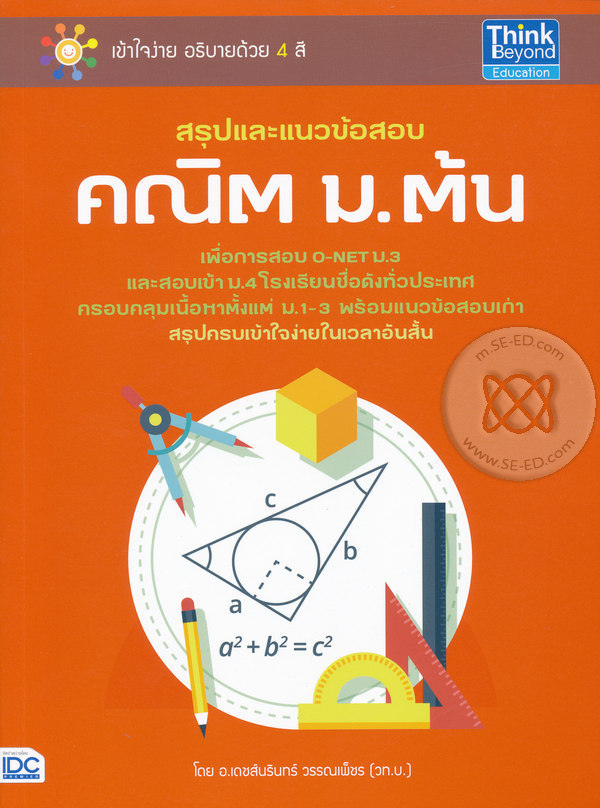 เข้าใจง่าย อธิบายด้วย 4 สี
Think
Beyond
Education
สรุปและแนวข้อสอบ
คณิต ม.ต้น
เพื่อการสอบ O-NET ม.3
และสอบเข้า ม.4 โรงเรียนชื่อดังทั่วประเทศ
ครอบคลุมเนื้อหาตั้งแต่ ม.1-3 พร้อมแนวข้อสอบเก่า
สรุปครบเข้าใจง่ายในเวลาอันสั้น
m.SE-ED.com
www.SE-ED.com
c
b
a
a² + b² = c²
IDC
PREMIER
โดย อ.เดชส์นรินทร์ วรรณเพ็ชร (วท.บ.)